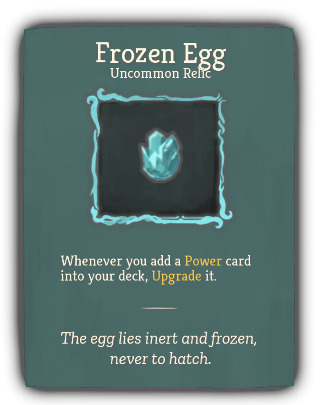 Frozen Egg
Uncommon Relic
Whenever you add a Power card
into your deck, Upgrade it.
The egg lies inert and frozen,
never to hatch.